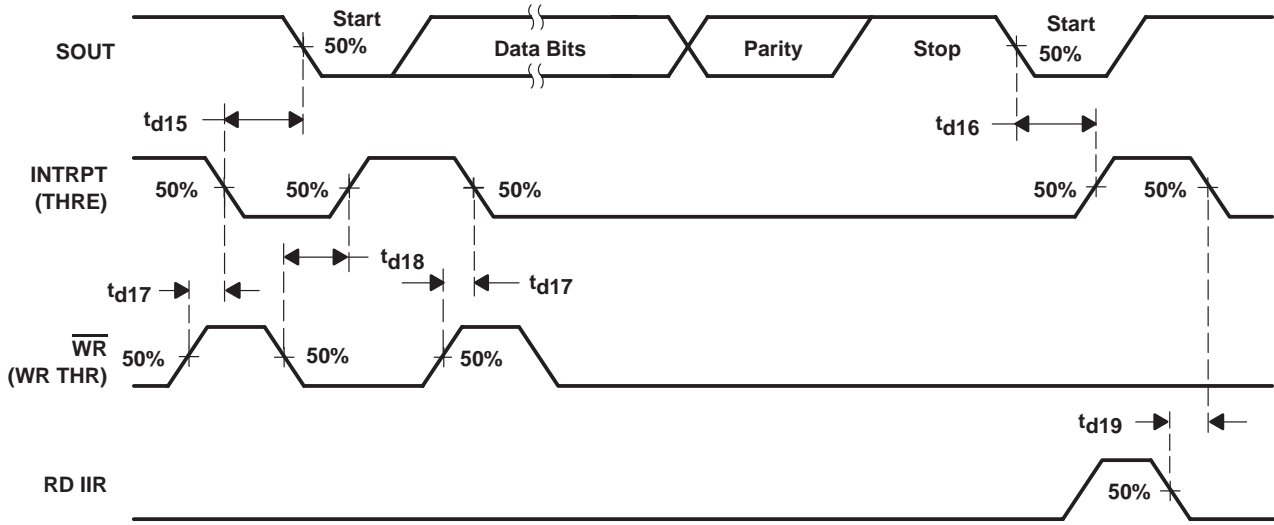 Start
50%
SOUT
Data Bits
Parity
Stop
Start
50%
td15
td16
INTRPT
(THRE)
50%
50%
50%
50%
50%
td17
td18
td17
WR
(WR THR)
50%
50%
50%
td19
RD IIR
50%